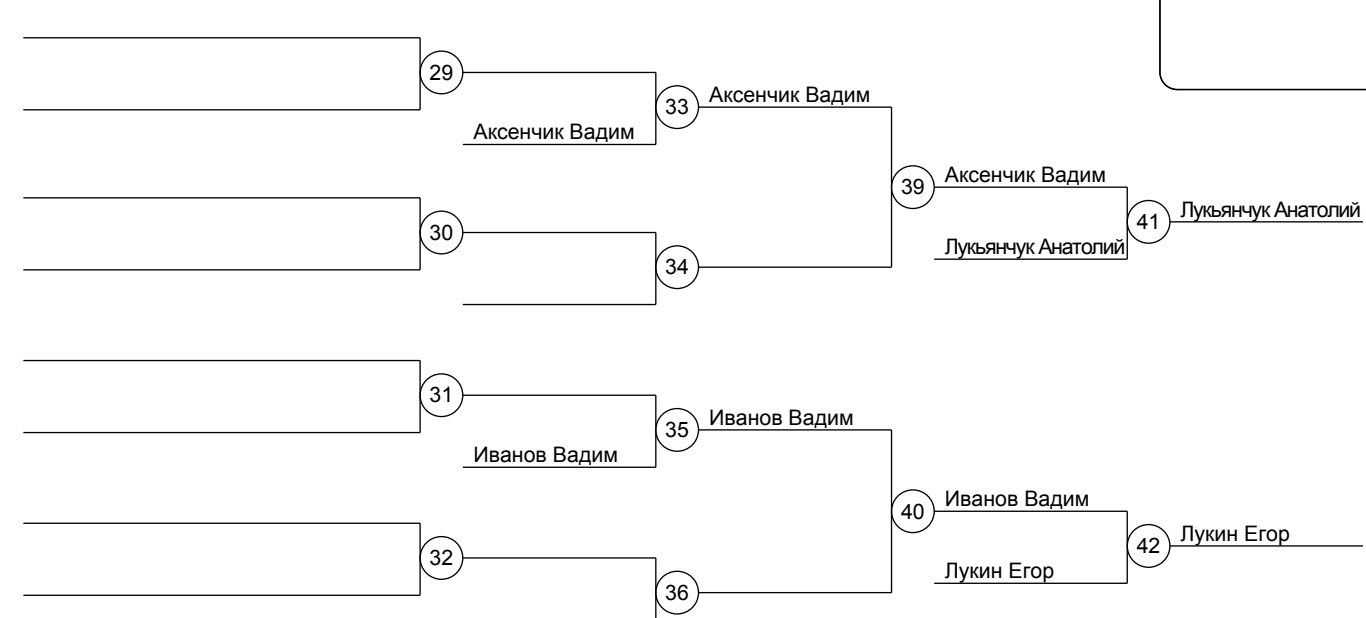 29
33
Аксенчик Вадим
Аксенчик Вадим
39
Аксенчик Вадим
30
41
Лукьянчук Анатолий
Лукьянчук Анатолий
34
31
35
Иванов Вадим
Иванов Вадим
40
Иванов Вадим
32
42
Лукин Егор
Лукин Егор
36